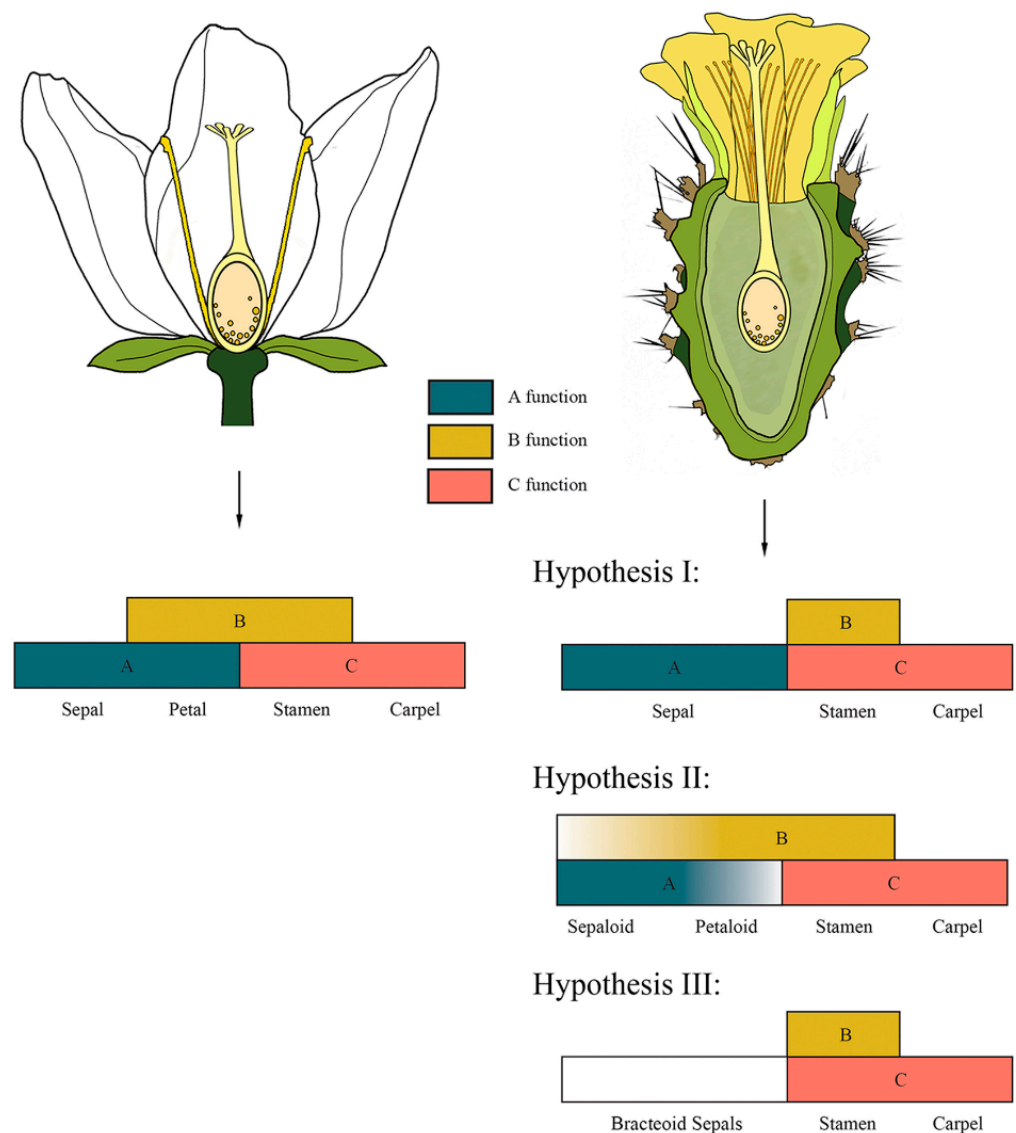 A function
B function
C function
B
A C
Sepal Petal Stamen Carpel
Hypothesis I:
B
A C
Sepal Stamen Carpel
Hypothesis II:
B
A C
Sepaloid Petaloid Stamen Carpel
Hypothesis III:
B
C
Bracteoid Sepals Stamen Carpel